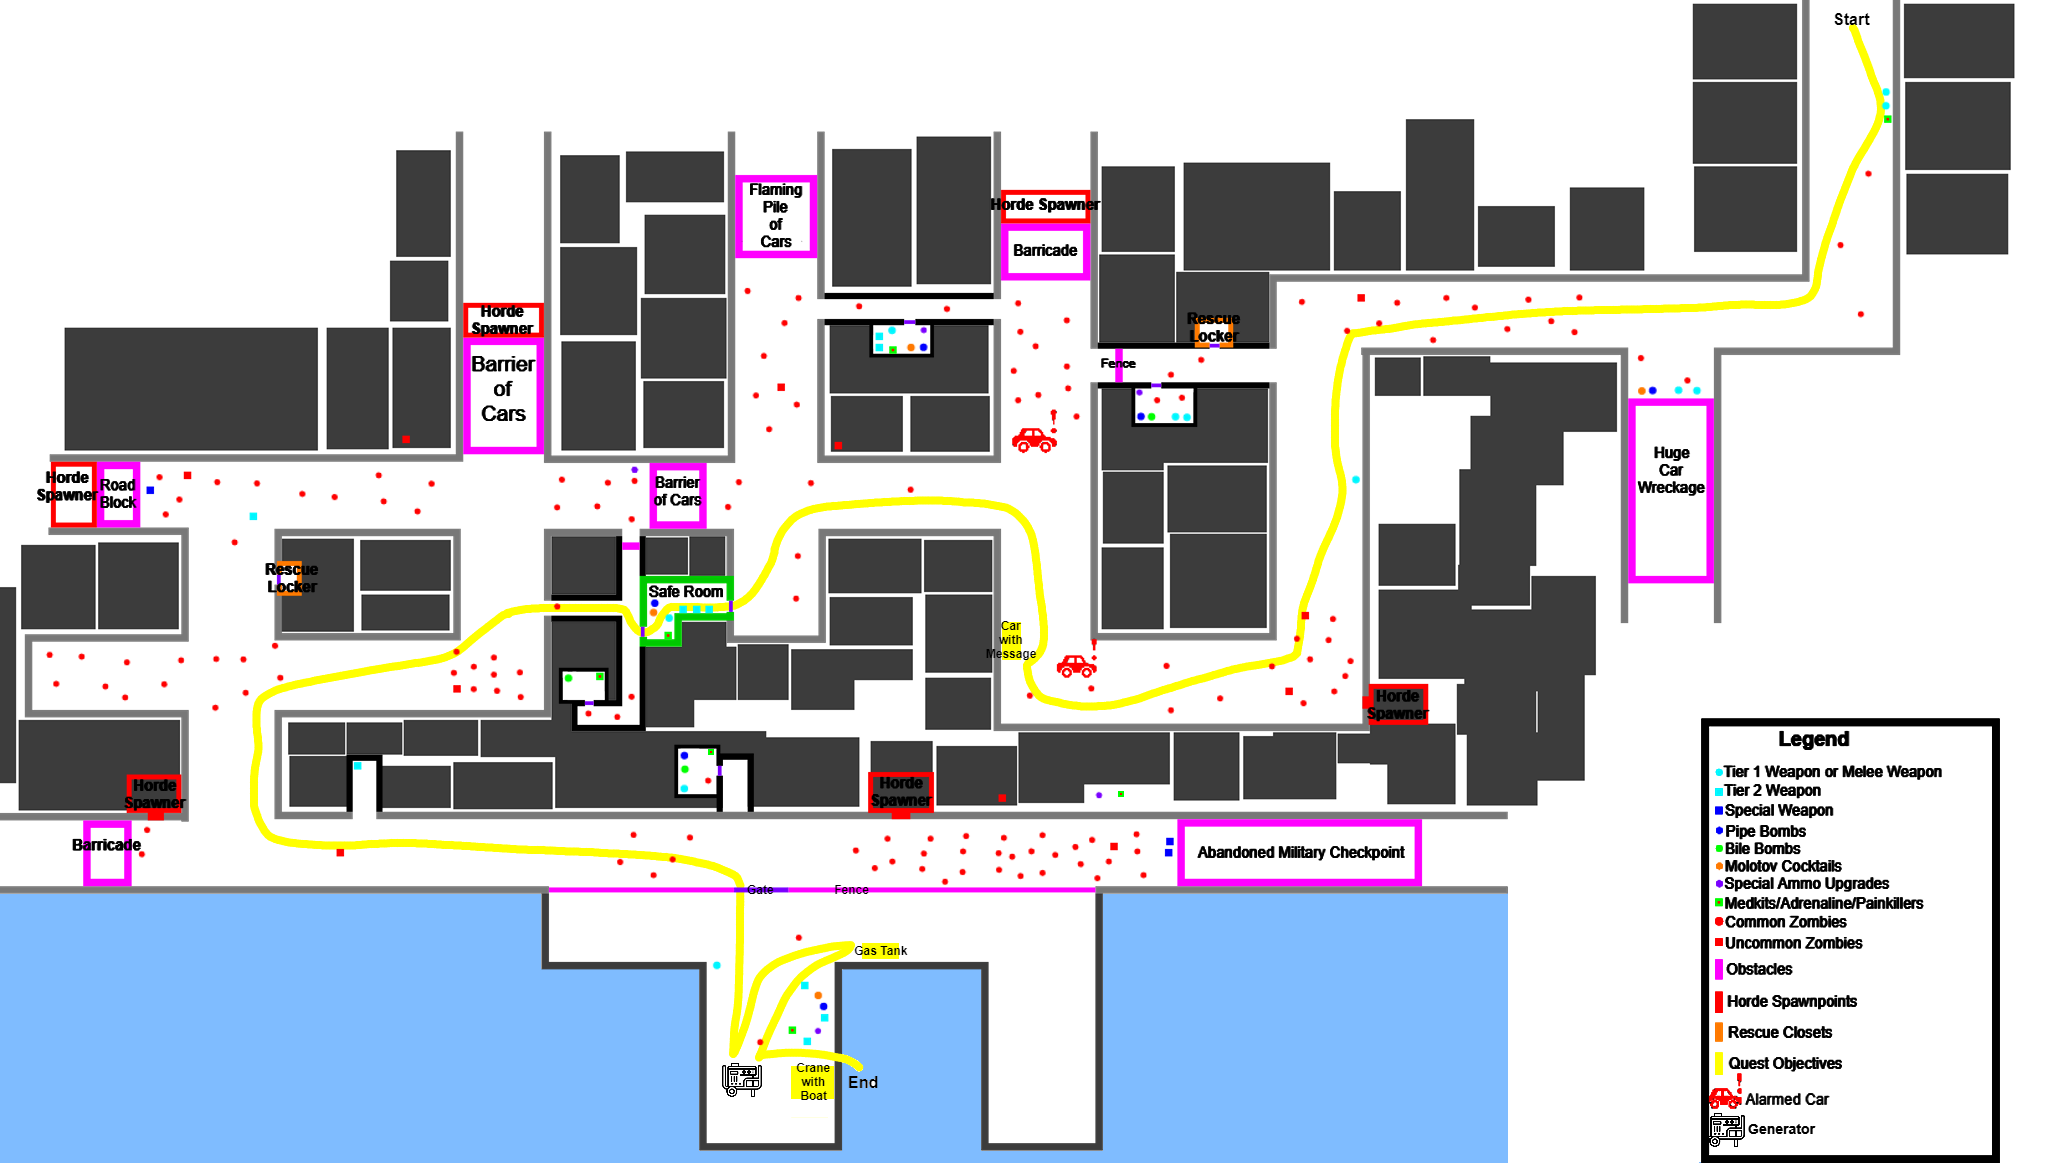 Start
Flaming
Pile
of
Cars
Horde Spawner
Barricade
Horde
Spawner
Barrier
of
Cars
Rescue
Locker
Fence
Horde
Spawner
Road
Block
Barrier
of Cars
Huge
Car
Wreckage
Rescue
Locker
Safe Room
Car
with
Message
Horde
Spawner
Horde
Spawner
Horde
Spawner
Barricade
Abandoned Military Checkpoint
Gate
Fence
Gas Tank
Crane
with
Boat
End
Legend
Tier 1 Weapon or Melee Weapon
Tier 2 Weapon
Special Weapon
Pipe Bombs
Bile Bombs
Molotov Cocktails
Special Ammo Upgrades
Medkits/Adrenaline/Painkillers
Common Zombies
Uncommon Zombies
Obstacles
Horde Spawnpoints
Rescue Closets
Quest Objectives
Alarmed Car
Generator